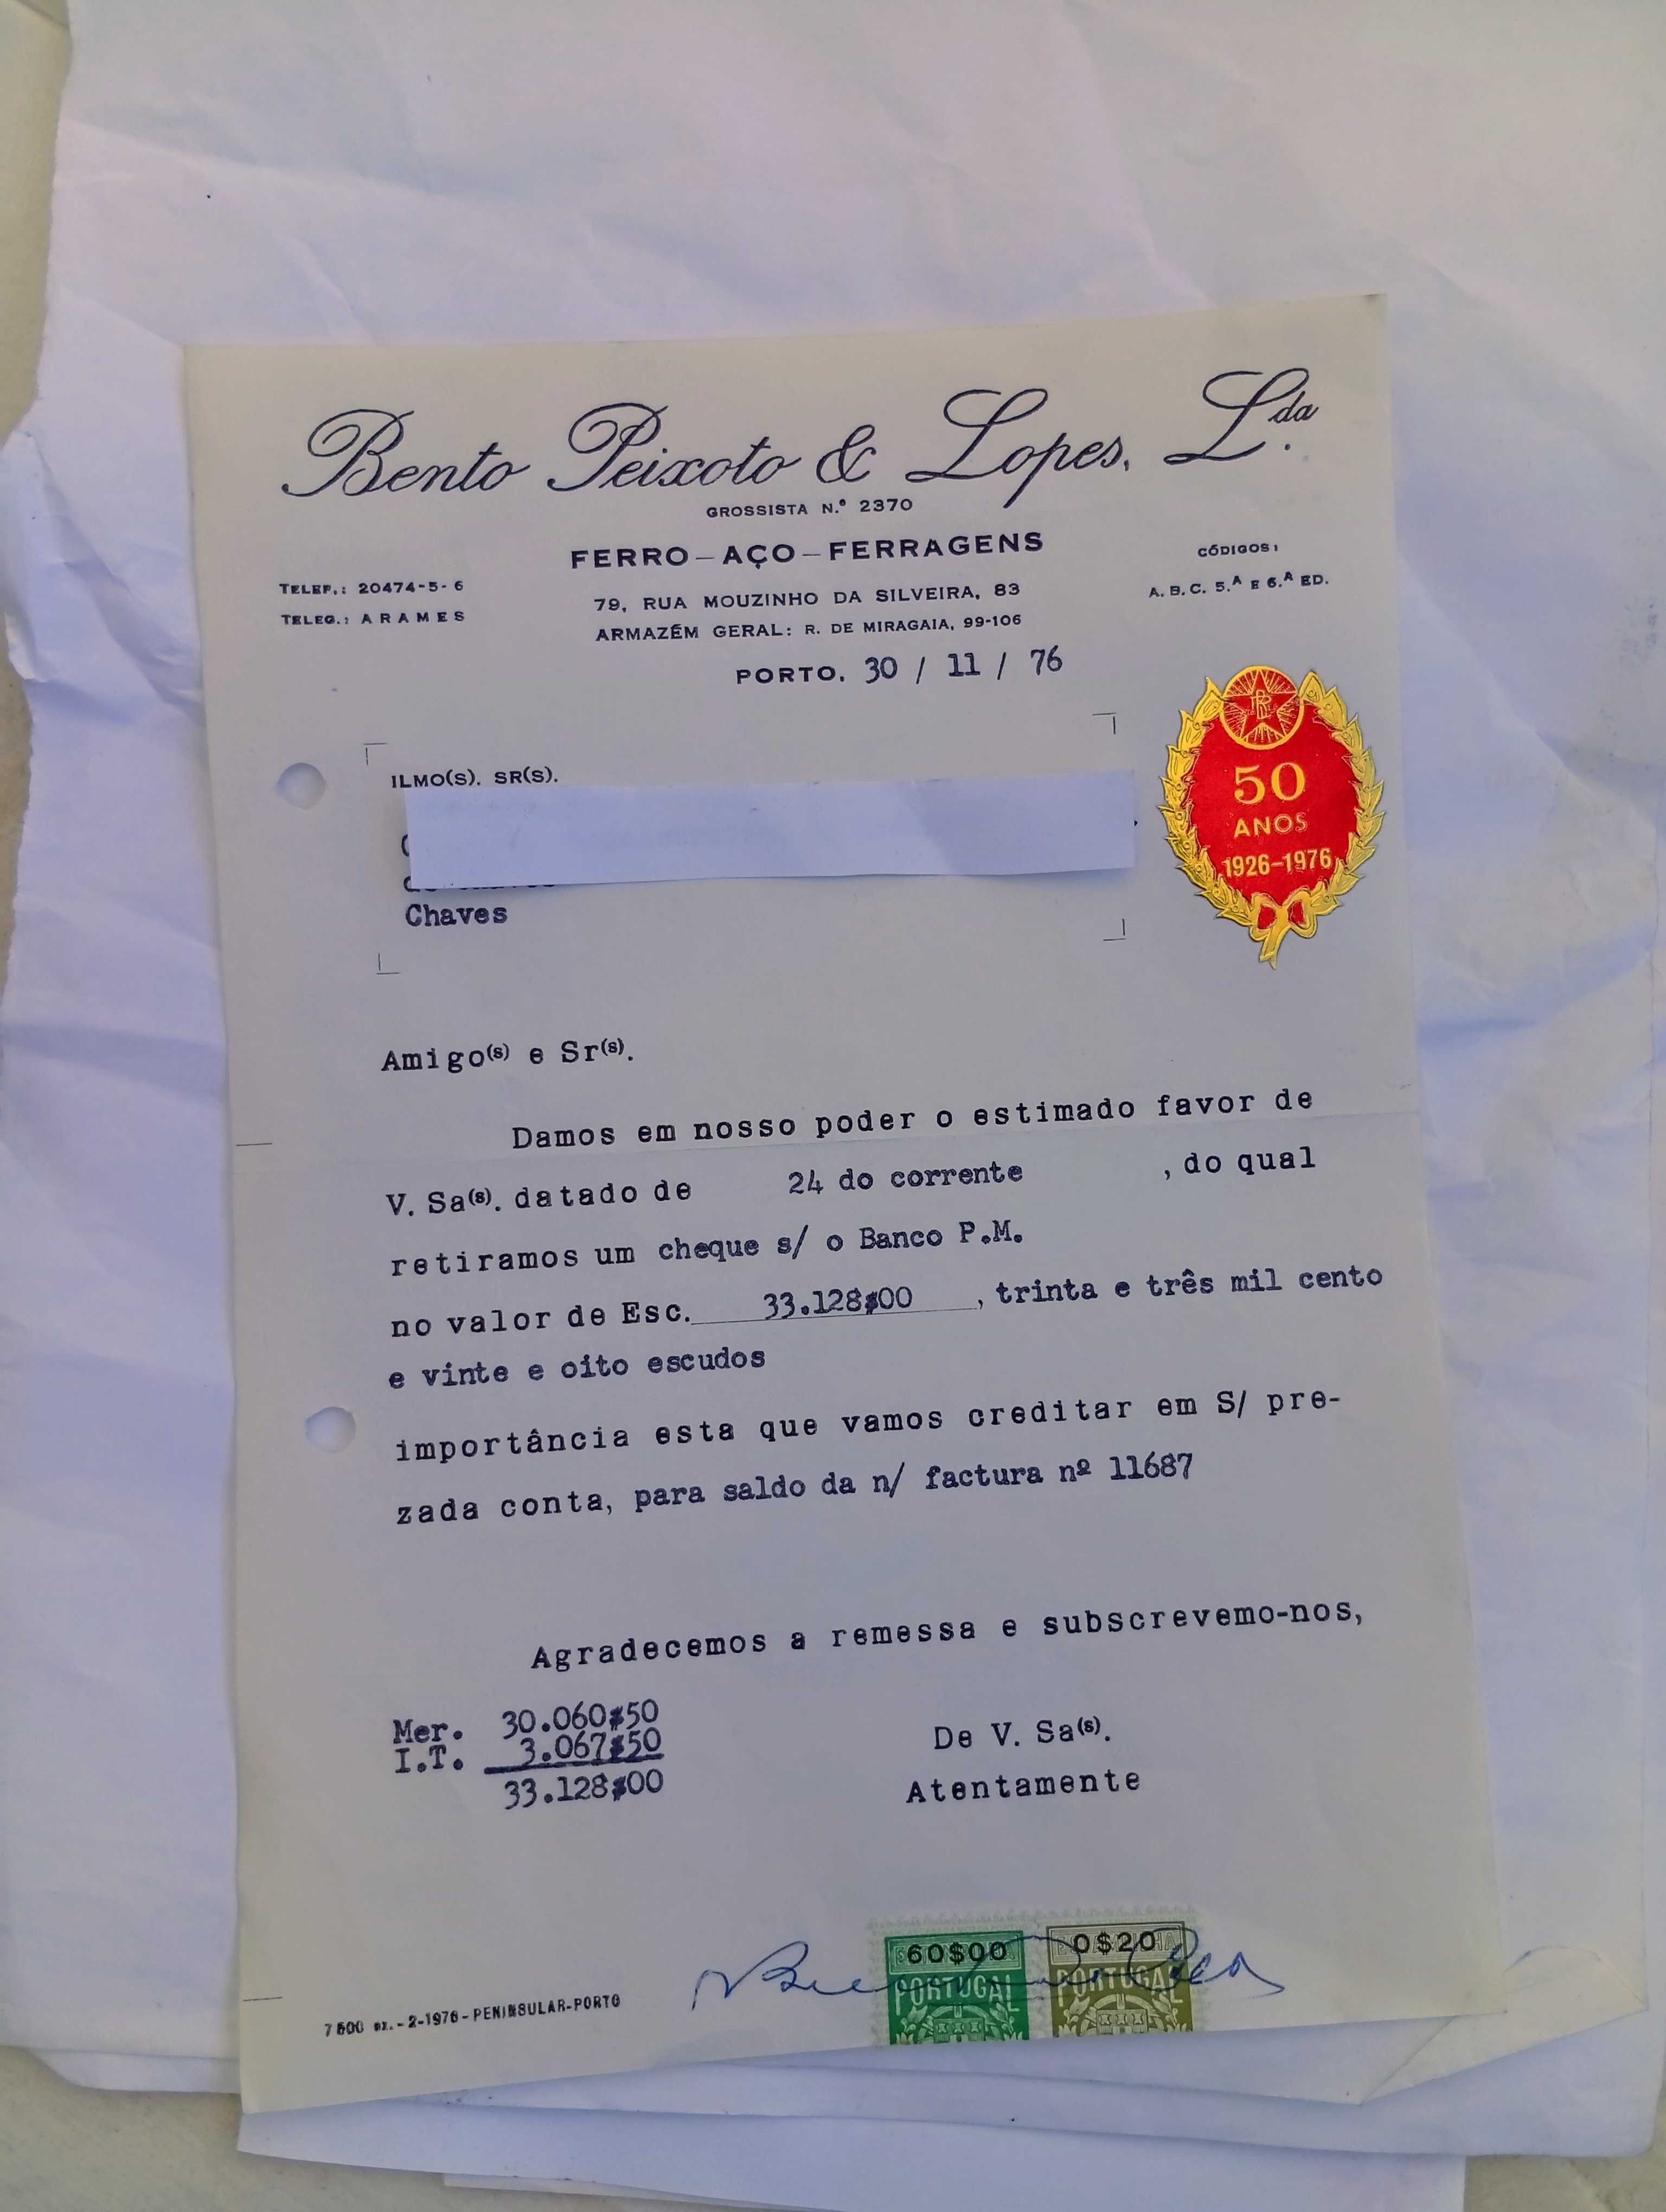 Bento Peixoto & Lopes, L.da
GROSSISTA N.º 2370
FERRO – AÇO – FERRAGENS
CÓDIGOS:
TELEF.: 20474-5-6
79, RUA MOUZINHO DA SILVEIRA, 83
A. B. C. 5.A E 6.A ED.
TELEG.: ARAMES
ARMAZÉM GERAL: R. DE MIRAGAIA, 99-106
PORTO, 30 / 11 / 76
50
ANOS
1926-1976
ILMO(S). SR(S).
Chaves
Amigo(s) e Sr(s).
Damos em nosso poder o estimado favor de
V. Sa(s). datado de 24 do corrente , do qual
retiramos um cheque s/ o Banco P.M.
no valor de Esc. 33.128$00 , trinta e três mil cento
e vinte e oito escudos
importância esta que vamos creditar em S/ pre-
zada conta, para saldo da n/ factura nº 11687
Agradecemos a remessa e subscrevemo-nos,
Mer. 30.060$50
I.T. 3.067$50
33.128$00
De V. Sa(s).
Atentamente
60$00
PORTUGAL
0$20
PORTUGAL
7 500 ex. - 2-1976 - PENINSULAR-PORTO